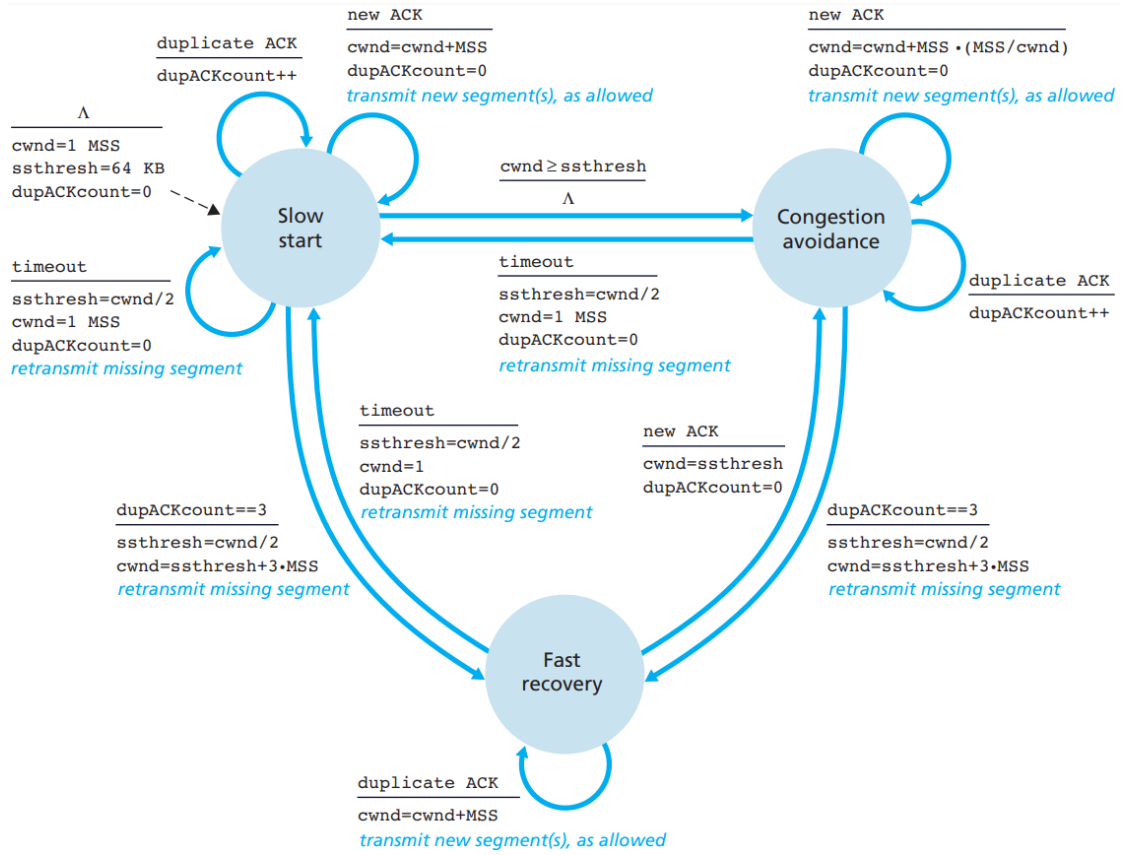 new ACK
cwnd=cwnd+MSS
dupACKcount=0
transmit new segment(s), as allowed
new ACK
cwnd=cwnd+MSS •(MSS/cwnd)
dupACKcount=0
transmit new segment(s), as allowed
duplicate ACK
dupACKcount++
Λ
cwnd=1 MSS
ssthresh=64 KB
dupACKcount=0
cwnd≥ssthresh
Λ
Slow
start
Congestion
avoidance
timeout
ssthresh=cwnd/2
cwnd=1 MSS
dupACKcount=0
retransmit missing segment
timeout
ssthresh=cwnd/2
cwnd=1 MSS
dupACKcount=0
retransmit missing segment
duplicate ACK
dupACKcount++
timeout
ssthresh=cwnd/2
cwnd=1
dupACKcount=0
retransmit missing segment
new ACK
cwnd=ssthresh
dupACKcount=0
dupACKcount==3
ssthresh=cwnd/2
cwnd=ssthresh+3•MSS
retransmit missing segment
dupACKcount==3
ssthresh=cwnd/2
cwnd=ssthresh+3•MSS
retransmit missing segment
Fast
recovery
duplicate ACK
cwnd=cwnd+MSS
transmit new segment(s), as allowed